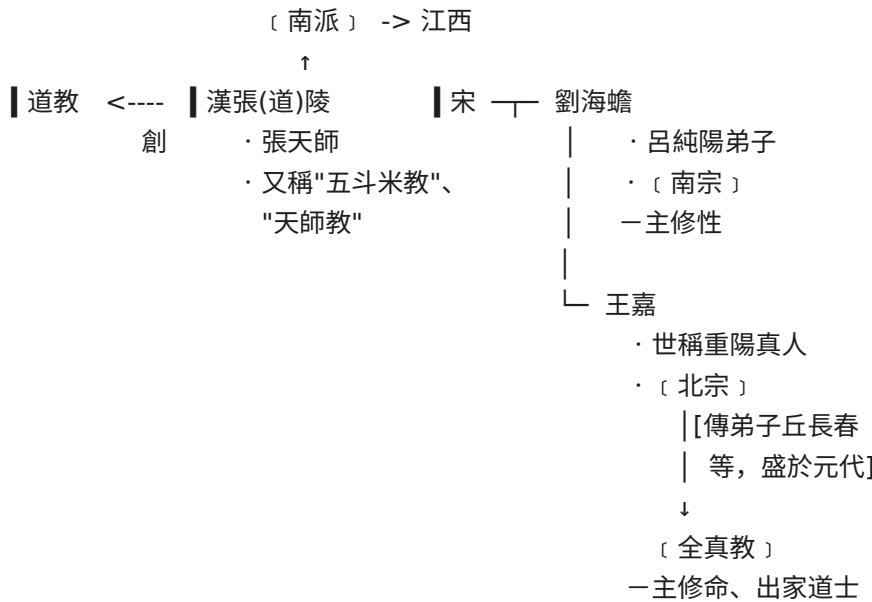 ﹝南派﹞ -> 江西
↑
▌道教 <---- ▌漢張(道)陵 ▌宋 ─┬─ 劉海蟾
創 ‧張天師 │ ‧呂純陽弟子
‧又稱"五斗米教"、 │ ‧﹝南宗﹞
"天師教" │ －主修性
│
└─ 王嘉
‧世稱重陽真人
‧﹝北宗﹞
│[傳弟子丘長春
│ 等，盛於元代]
↓
﹝全真教﹞
－主修命、出家道士